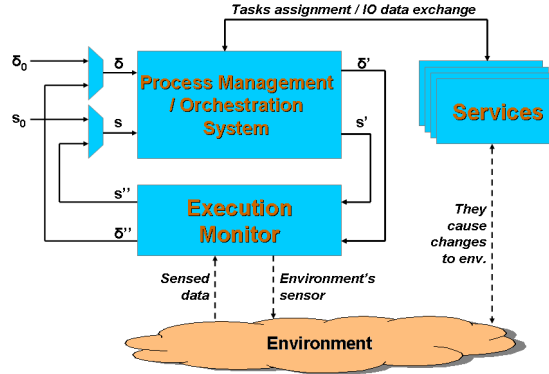 Tasks assignment / IO data exchange
δ0
δ
Process Management
/ Orchestration
System
δ’
Services
s0
s
s’
s’’
δ’’
Execution
Monitor
They
cause
changes
to env.
Sensed
data
Environment’s
sensor
Environment